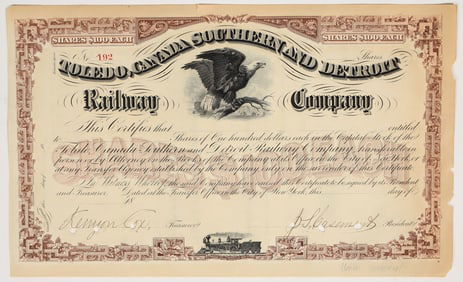 SHARES $100 EACH
SHARES $100 EACH
No. 192
Shares
TOLEDO, CANADA SOUTHERN AND DETROIT
Railway Company
This Certifies that entitled
to Shares of One hundred dollars each in the Capital Stock of the
Toledo Canada Southern and Detroit Railway Company, transferable in
person or by Attorney on the Books of the Company at its Office in the City of New York or
at any Transfer Agency established by the Company only on the surrender of this Certificate.
In Witness Whereof, the said Company have caused this Certificate to be signed by its President
and Treasurer. Dated at the Transfer Office in the City of New York, this day of
18
Kenyon Cox Treasurer
President